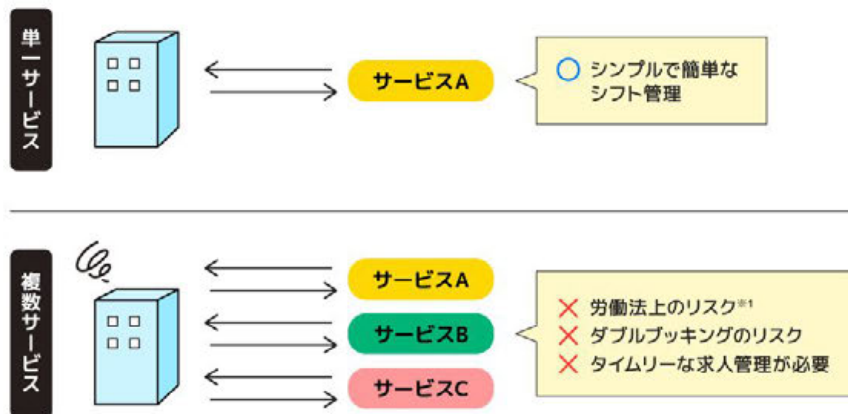 単一サービス
サービスA
○ シンプルで簡単な
シフト管理
複数サービス
サービスA
サービスB
サービスC
× 労働法上のリスク※1
× ダブルブッキングのリスク
× タイムリーな求人管理が必要